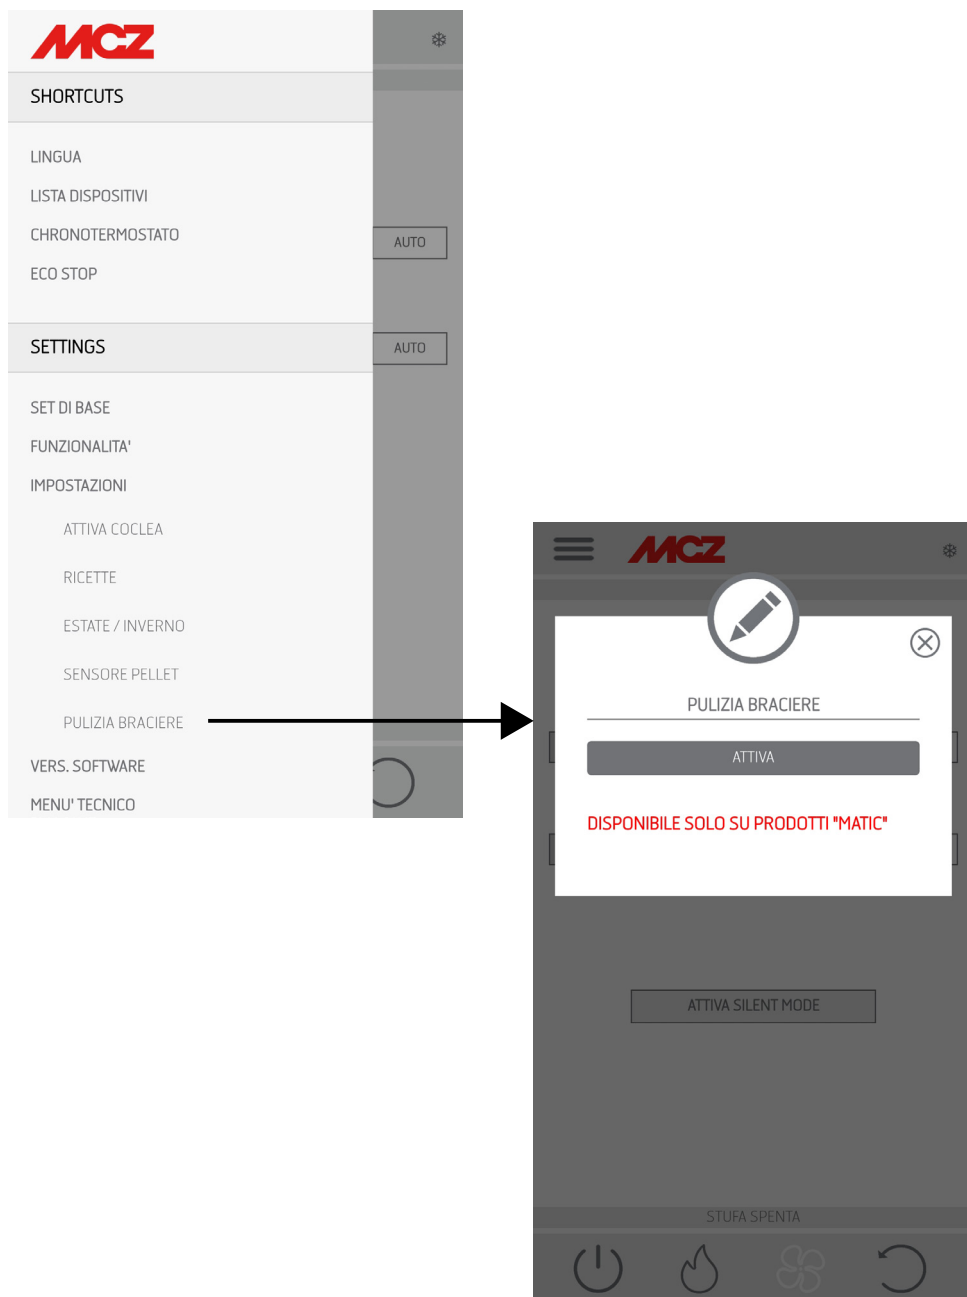 MCZ
SHORTCUTS
LINGUA
LISTA DISPOSITIVI
CHRONOTERMOSTATO
ECO STOP
AUTO
SETTINGS
AUTO
SET DI BASE
FUNZIONALITA'
IMPOSTAZIONI
ATTIVA COCLEA
RICETTE
ESTATE / INVERNO
SENSORE PELLET
PULIZIA BRACIERE
VERS. SOFTWARE
MENU' TECNICO
MCZ
PULIZIA BRACIERE
ATTIVA
DISPONIBILE SOLO SU PRODOTTI "MATIC"
ATTIVA SILENT MODE
STUFA SPENTA